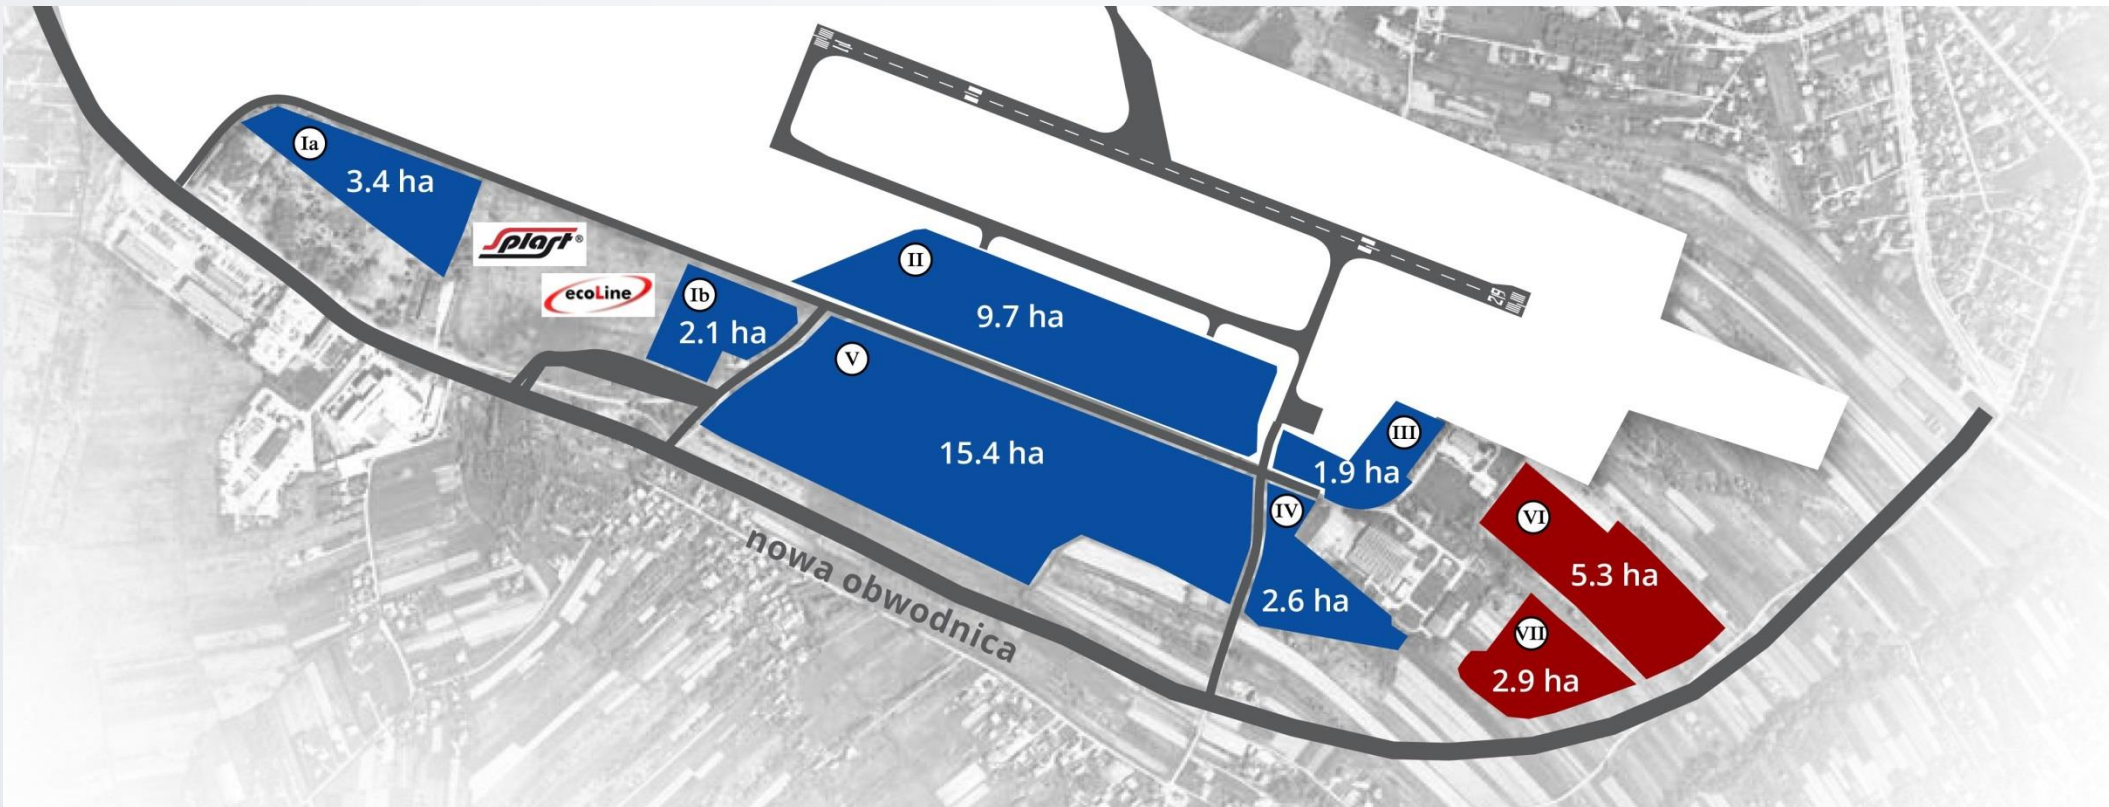 Ia
3.4 ha
Splast®
ecoLine
Ib
2.1 ha
II
9.7 ha
V
15.4 ha
III
1.9 ha
IV
2.6 ha
VI
5.3 ha
VII
2.9 ha
nowa obwodnica